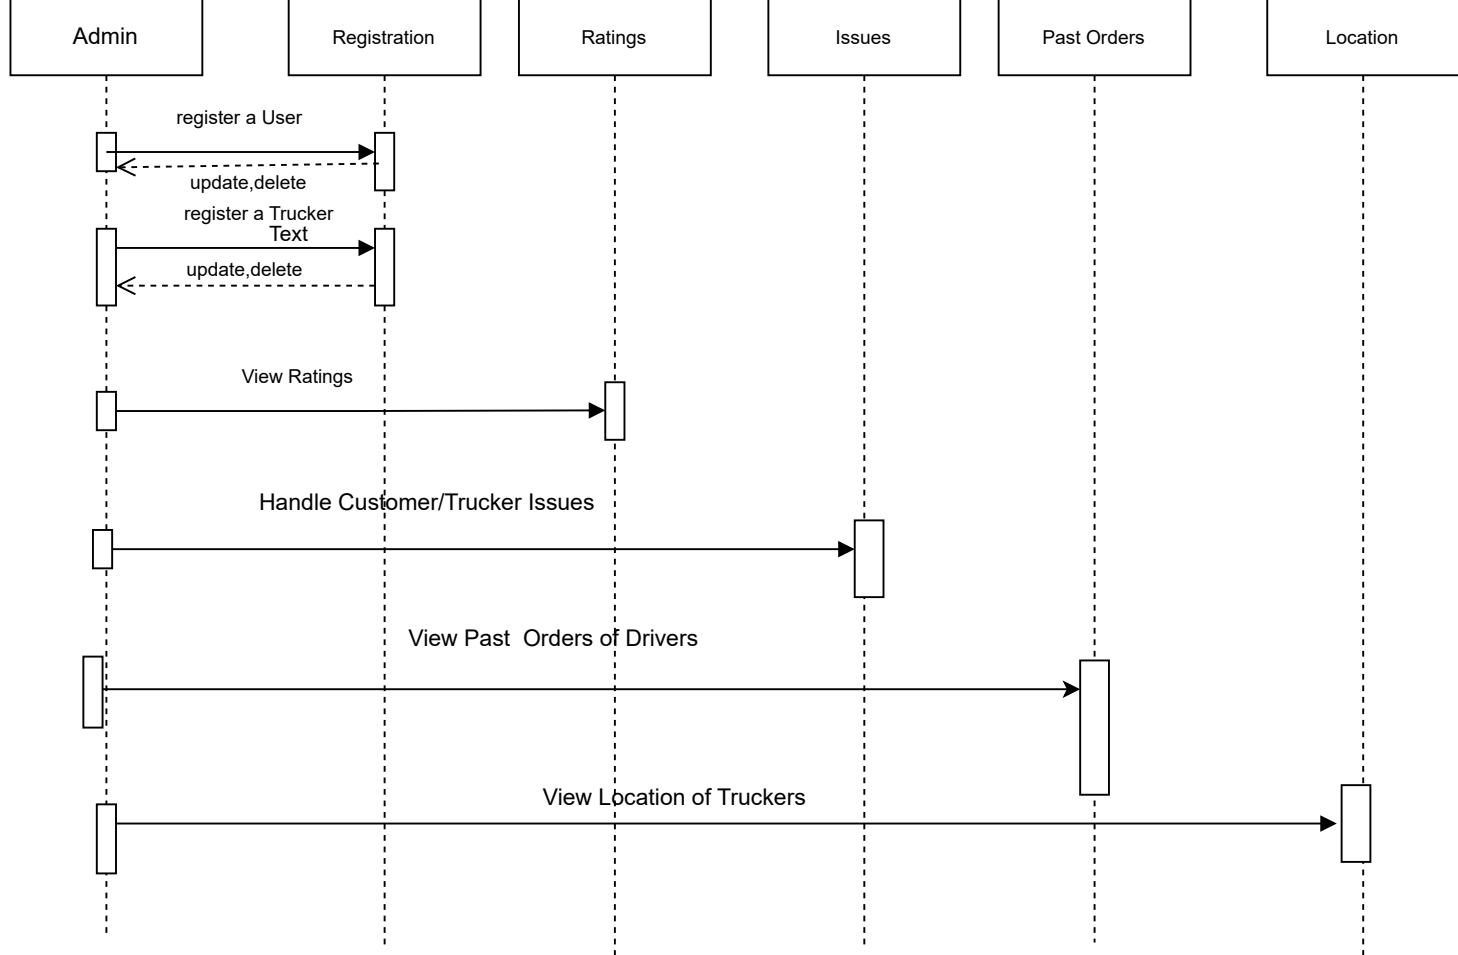 Admin
Registration
Ratings
Issues
Past Orders
Location
register a User
update,delete
register a Trucker
Text
update,delete
View Ratings
Handle Customer/Trucker Issues
View Past  Orders of Drivers
View Location of Truckers